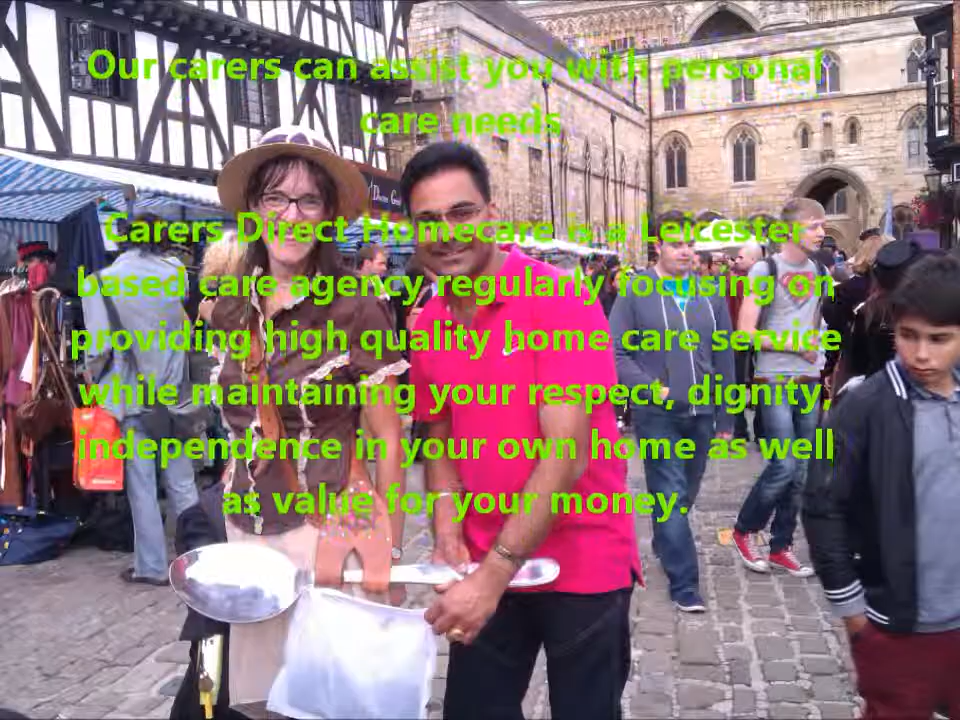 Our carers can assist you with personal
care needs
Carers Direct Homecare is a Leicester
based care agency regularly focusing on
providing high quality home care service
while maintaining your respect, dignity,
independence in your own home as well
as value for your money.